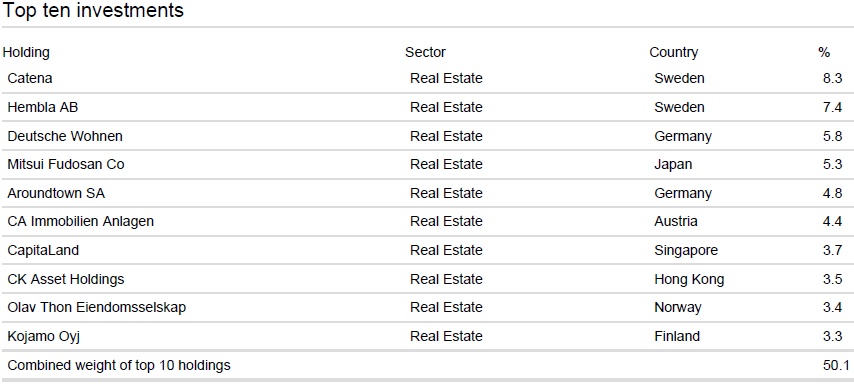 Top ten investments
Holding Sector Country %
Catena Real Estate Sweden 8.3
Hembla AB Real Estate Sweden 7.4
Deutsche Wohnen Real Estate Germany 5.8
Mitsui Fudosan Co Real Estate Japan 5.3
Aroundtown SA Real Estate Germany 4.8
CA Immobilien Anlagen Real Estate Austria 4.4
CapitaLand Real Estate Singapore 3.7
CK Asset Holdings Real Estate Hong Kong 3.5
Olav Thon Eiendomsselskap Real Estate Norway 3.4
Kojamo Oyj Real Estate Finland 3.3
Combined weight of top 10 holdings 50.1